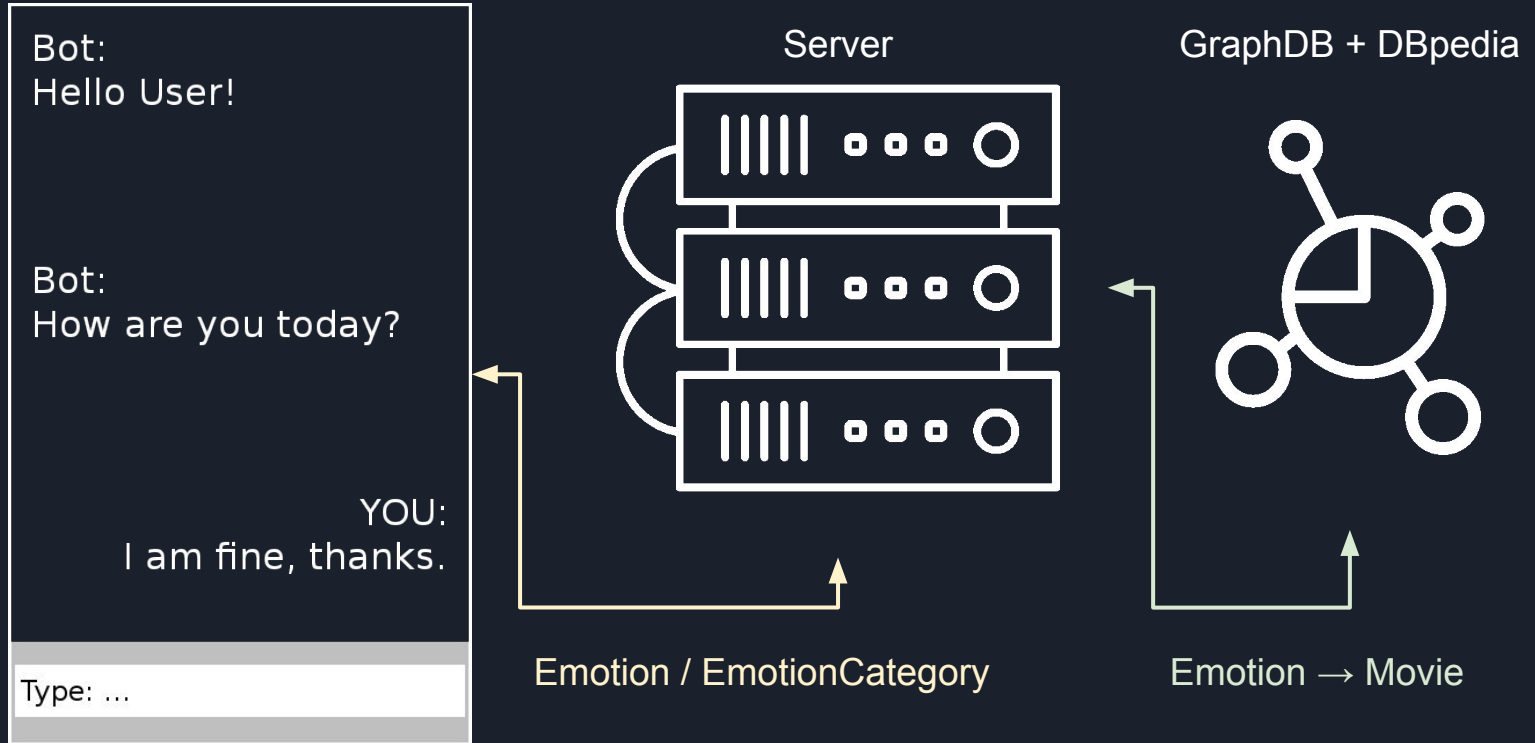 Bot:
Hello User!
Bot:
How are you today?
YOU:
I am fine, thanks.
Type: ...
Server
GraphDB + DBpedia
Emotion / EmotionCategory
Emotion → Movie